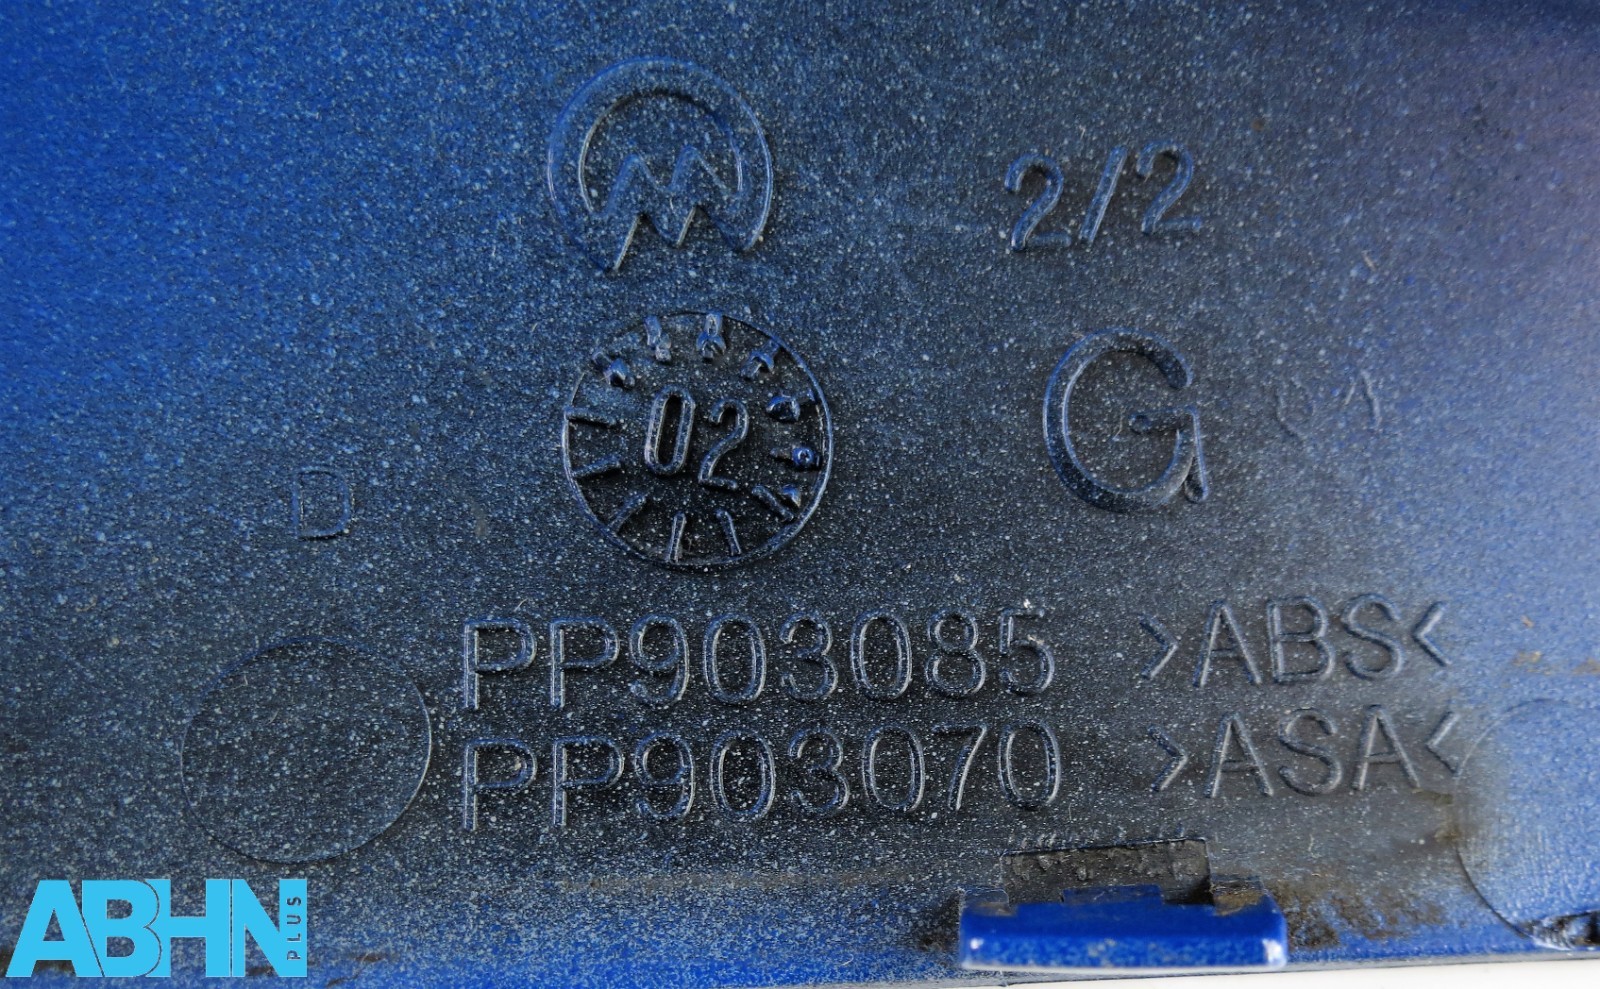 2/2
02
G
D
PP903085 >ABS<
PP903070 >ASA<
ABHN PLUS